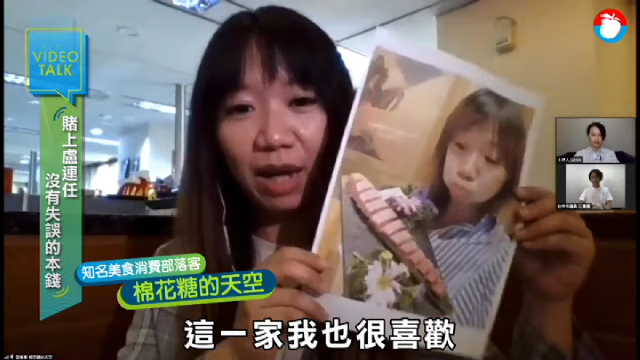 VIDEO
TALK
賭上盧連任
沒有失誤的本錢
知名美食消費部落客
棉花糖的天空
這一家我也很喜歡